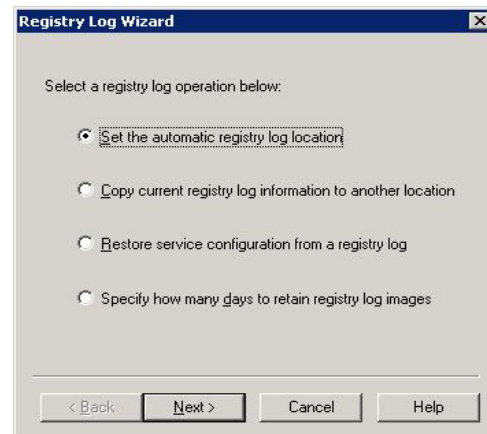 Registry Log Wizard
Select a registry log operation below:
Set the automatic registry log location
Copy current registry log information to another location
Restore service configuration from a registry log
Specify how many days to retain registry log images
< Back
Next >
Cancel
Help